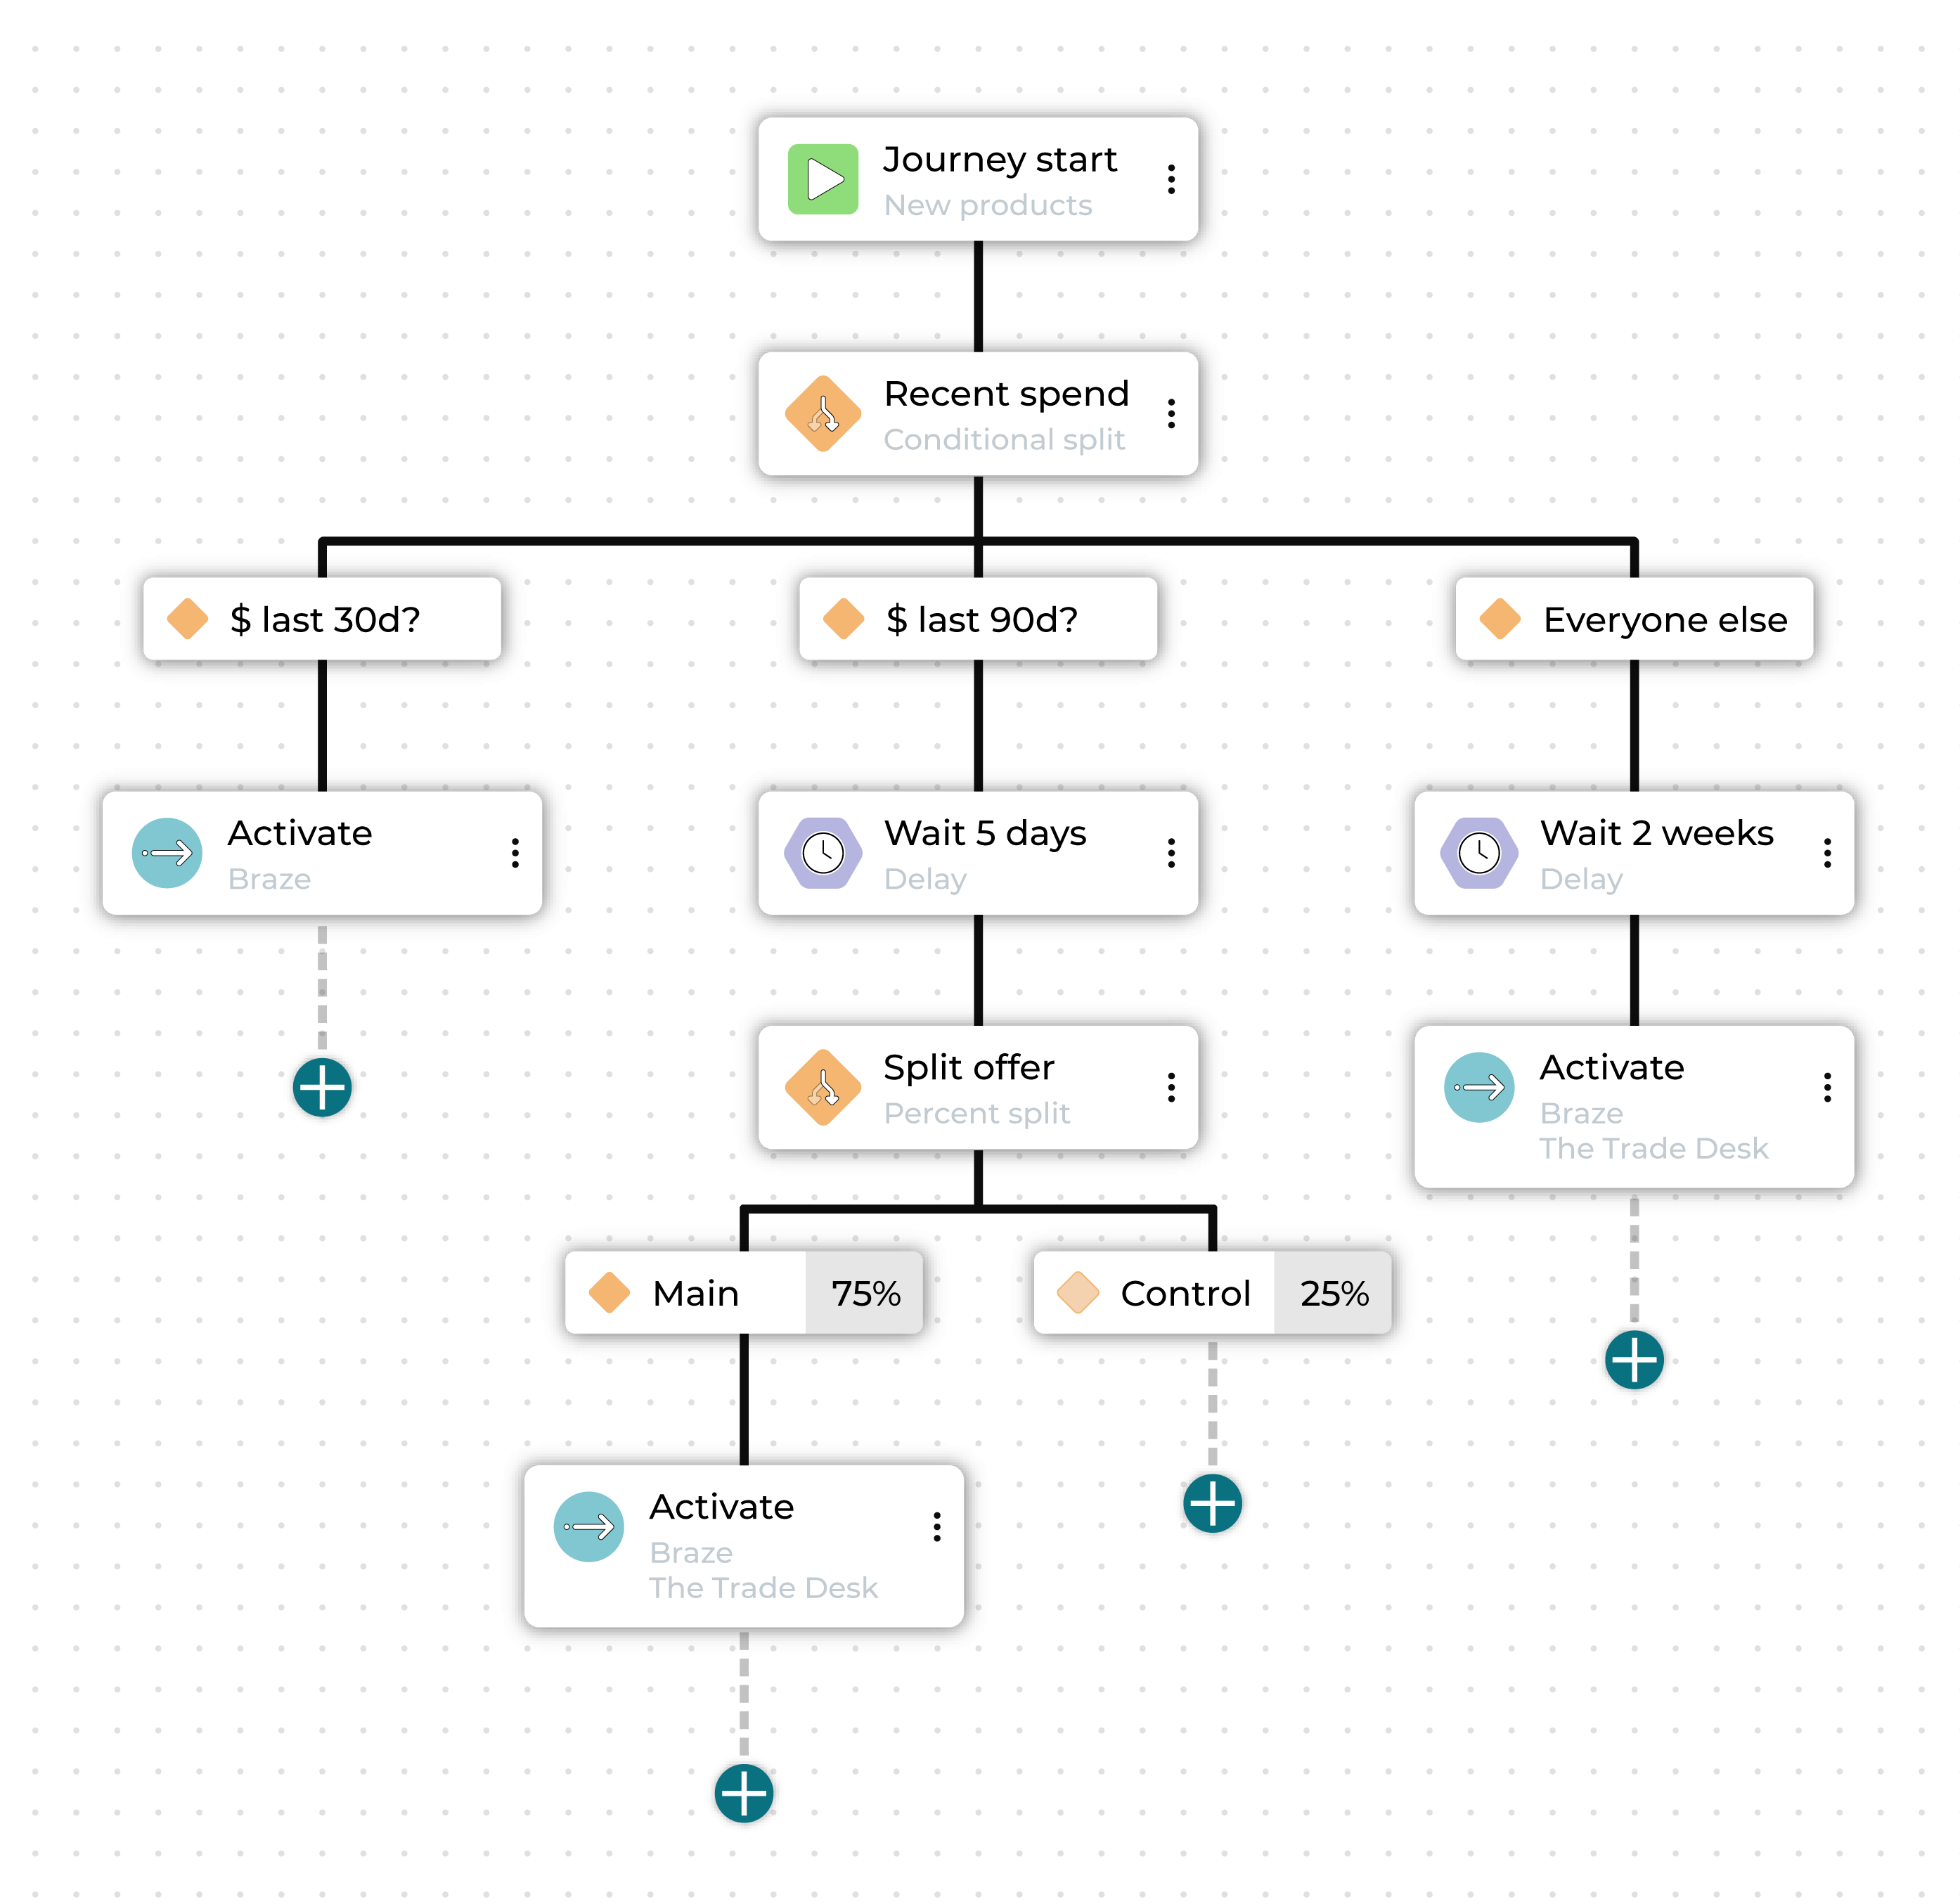 Journey start
New products
Recent spend
Conditional split
$ last 30d?
$ last 90d?
Everyone else
Activate
Braze
Wait 5 days
Delay
Wait 2 weeks
Delay
Split offer
Percent split
Activate
Braze
The Trade Desk
Main 75%
Control 25%
Activate
Braze
The Trade Desk